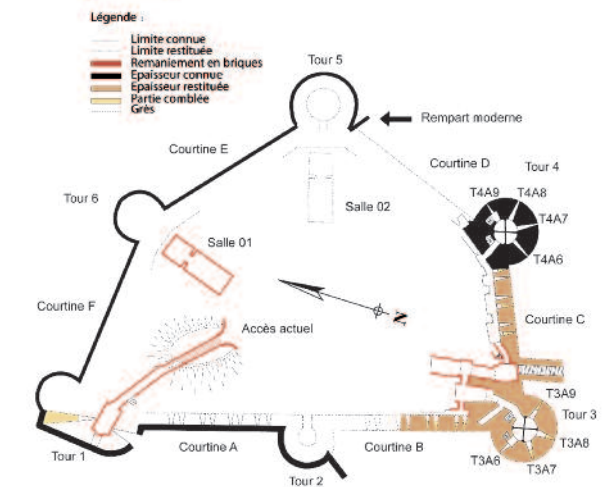 Légende :
Limite connue
Limite restituée
Remaniement en briques
Epaisseur connue
Epaisseur restituée
Partie comblée
Grès
Tour 5
Rempart moderne
Courtine E
Courtine D
Tour 4
T4A9
T4A8
Tour 6
Salle 02
T4A7
Salle 01
T4A6
Courtine F
N
Courtine C
Accès actuel
T3A9
Tour 3
Tour 1
Courtine A
Courtine B
T3A8
T3A6
T3A7
Tour 2